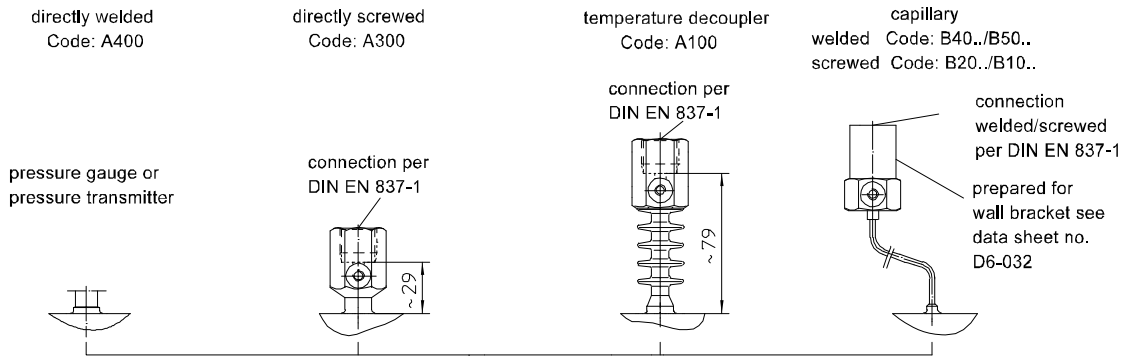 directly welded
Code: A400
directly screwed
Code: A300
temperature decoupler
Code: A100
capillary
welded Code: B40../B50..
screwed Code: B20../B10..
pressure gauge or
pressure transmitter
connection per
DIN EN 837-1
~29
connection per
DIN EN 837-1
~79
connection
welded/screwed
per DIN EN 837-1
prepared for
wall bracket see
data sheet no.
D6-032